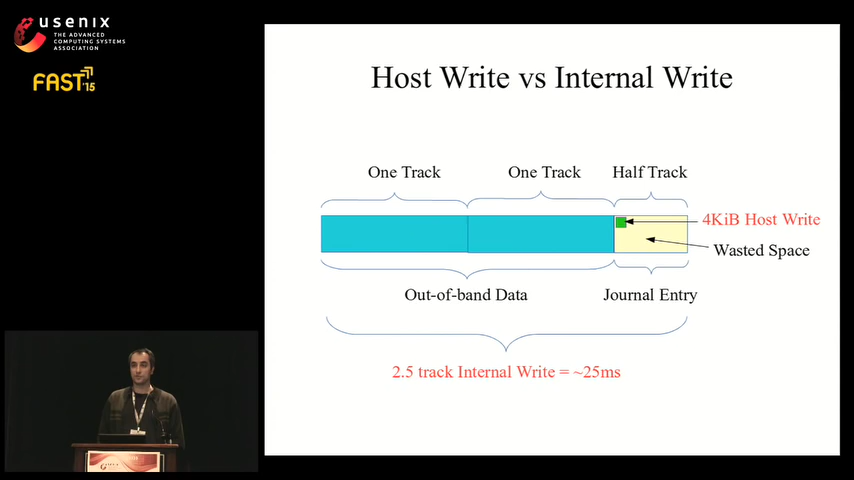 usenix
THE ADVANCED
COMPUTING SYSTEMS
ASSOCIATION
FAST'15
Host Write vs Internal Write
One Track
One Track
Half Track
4KiB Host Write
Wasted Space
Out-of-band Data
Journal Entry
2.5 track Internal Write = ~25ms